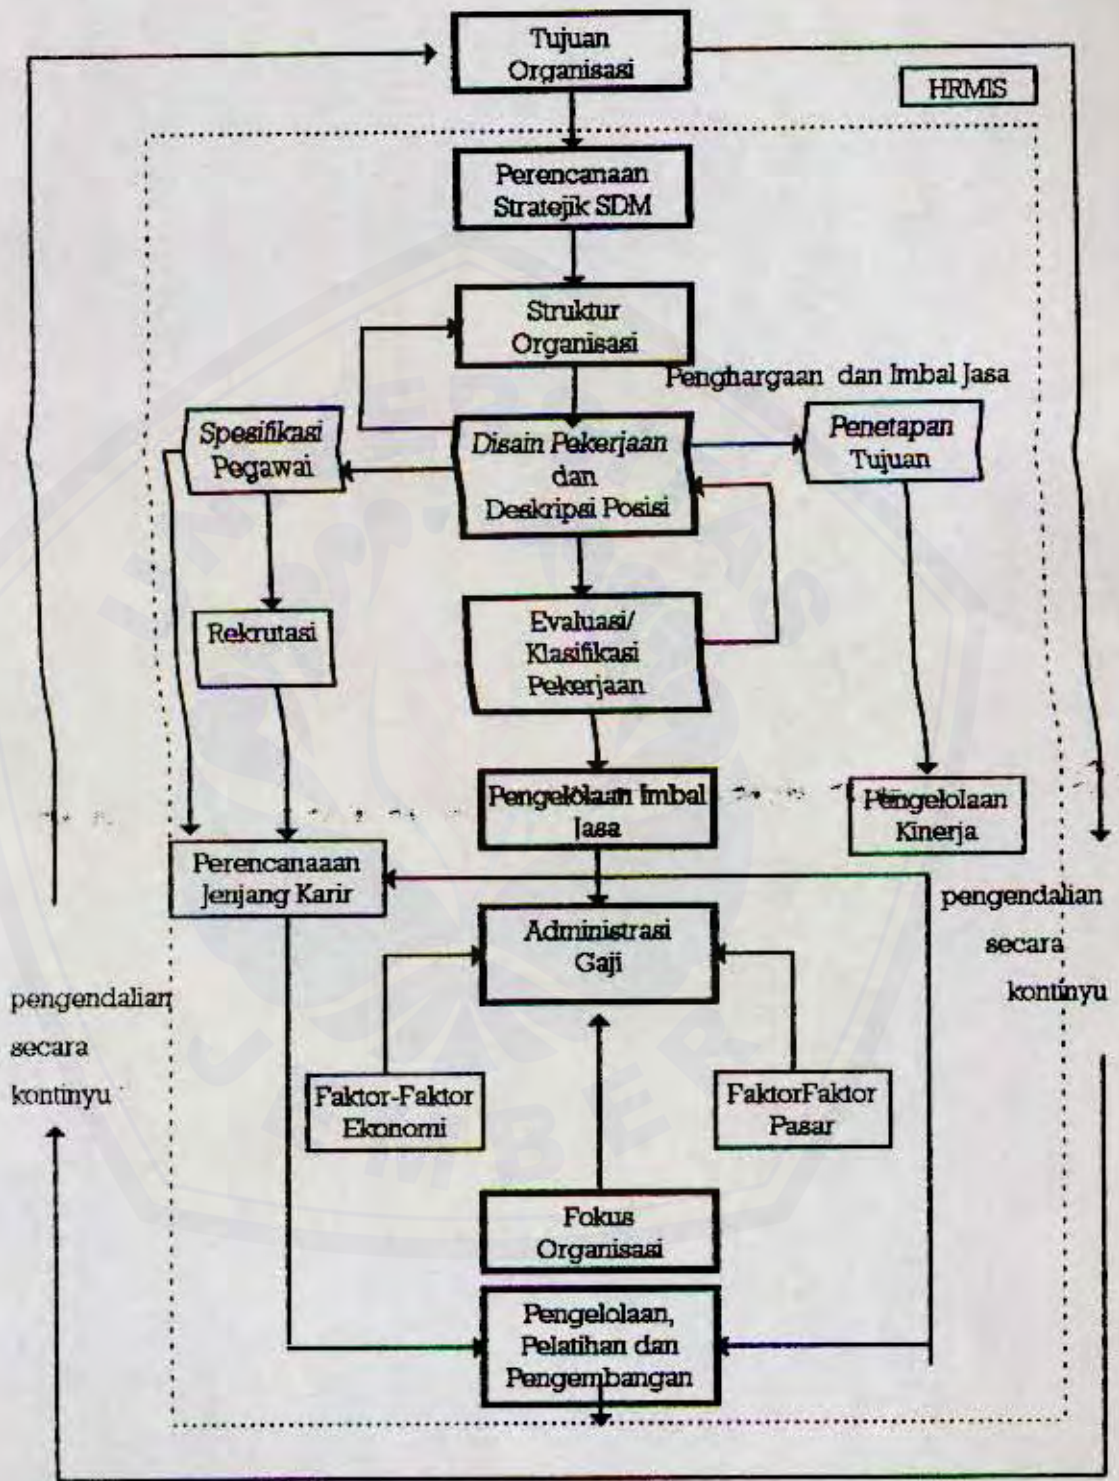 Tujuan
Organisasi
HRMIS
Perencanaan
Stratejik SDM
Struktur
Organisasi
Penghargaan dan Imbal Jasa
Spesifikasi
Pegawai
Disain Pekerjaan
dan
Deskripsi Posisi
Penetapan
Tujuan
Rekrutasi
Evaluasi/
Klasifikasi
Pekerjaan
Pengelolaan Imbal
Jasa
Pengelolaan
Kinerja
Perencanaaan
Jenjang Karir
pengendalian
secara
kontinyu
Administrasi
Gaji
pengendalian
secara
kontinyu
Faktor-Faktor
Ekonomi
FaktorFaktor
Pasar
Fokus
Organisasi
Pengelolaan,
Pelatihan dan
Pengembangan
UNIVERSITAS
JEMBER